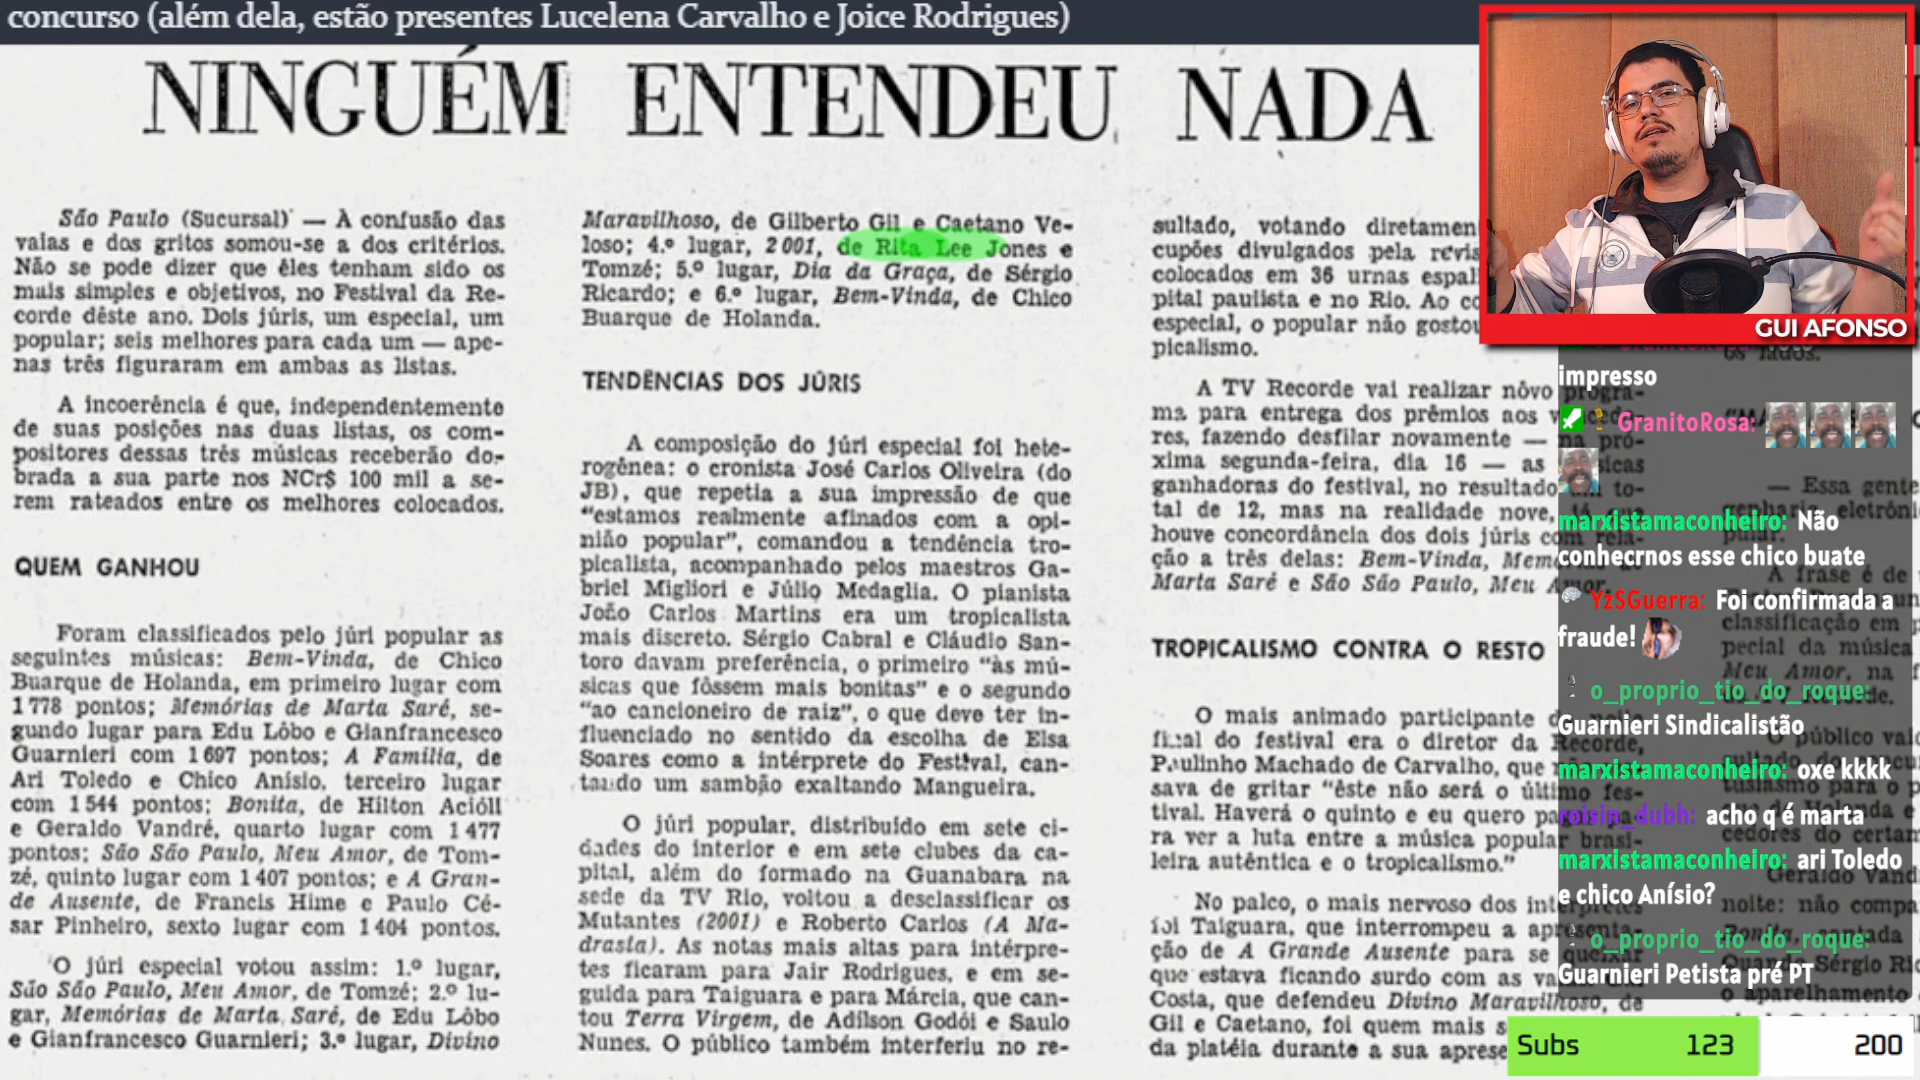 concurso (além dela, estão presentes Lucelena Carvalho e Joice Rodrigues)
NINGUÉM ENTENDEU NADA
São Paulo (Sucursal) — À confusão das
vaias e dos gritos somou-se a dos critérios.
Não se pode dizer que êles tenham sido os
mais simples e objetivos, no Festival da Re-
corde dêste ano. Dois júris, um especial, um
popular; seis melhores para cada um — ape-
nas três figuraram em ambas as listas.
A incoerência é que, independentemente
de suas posições nas duas listas, os com-
positores dessas três músicas receberão do-
brada a sua parte nos NCr$ 100 mil a se-
rem rateados entre os melhores colocados.
QUEM GANHOU
Foram classificados pelo júri popular as
seguintes músicas: Bem-Vinda, de Chico
Buarque de Holanda, em primeiro lugar com
1 778 pontos; Memórias de Marta Saré, se-
gundo lugar para Edu Lôbo e Gianfrancesco
Guarnieri com 1 697 pontos; A Família, de
Ari Toledo e Chico Anísio, terceiro lugar
com 1 544 pontos; Bonita, de Hilton Acióli
e Geraldo Vandré, quarto lugar com 1 477
pontos; São São Paulo, Meu Amor, de Tom-
zé, quinto lugar com 1 407 pontos; e A Gran-
de Ausente, de Francis Hime e Paulo Cé-
sar Pinheiro, sexto lugar com 1 404 pontos.
O júri especial votou assim: 1.º lugar,
São São Paulo, Meu Amor, de Tomzé; 2.º lu-
gar, Memórias de Marta Saré, de Edu Lôbo
e Gianfrancesco Guarnieri; 3.º lugar, Divino
Maravilhoso, de Gilberto Gil e Caetano Ve-
loso; 4.º lugar, 2 001, de Rita Lee Jones e
Tomzé; 5.º lugar, Dia da Graça, de Sérgio
Ricardo; e 6.º lugar, Bem-Vinda, de Chico
Buarque de Holanda.
TENDÊNCIAS DOS JÚRIS
A composição do júri especial foi hete-
rogênea: o cronista José Carlos Oliveira (do
JB), que repetia a sua impressão de que
"estamos realmente afinados com a opi-
nião popular", comandou a tendência tro-
picalista, acompanhado pelos maestros Ga-
briel Migliori e Júlio Medaglia. O pianista
João Carlos Martins era um tropicalista
mais discreto. Sérgio Cabral e Cláudio San-
toro davam preferência, o primeiro "às mú-
sicas que fôssem mais bonitas" e o segundo
"ao cancioneiro de raiz", o que deve ter in-
fluenciado no sentido da escolha de Elsa
Soares como a intérprete do Festival, can-
tando um sambão exaltando Mangueira.
O júri popular, distribuído em sete ci-
dades do interior e em sete clubes da ca-
pital, além do formado na Guanabara na
sede da TV Rio, voltou a desclassificar os
Mutantes (2001) e Roberto Carlos (A Ma-
drasta). As notas mais altas para intérpre-
tes ficaram para Jair Rodrigues, e em se-
guida para Taiguara e para Márcia, que can-
tou Terra Virgem, de Adilson Godói e Saulo
Nunes. O público também interferiu no re-
sultado, votando diretamen
cupões divulgados pela revis
colocados em 36 urnas espal
pital paulista e no Rio. Ao co
especial, o popular não gostou
picalismo.
A TV Recorde vai realizar nôvo progra-
ma para entrega dos prêmios aos vencedo-
res, fazendo desfilar novamente — na pró-
xima segunda-feira, dia 16 — as músicas
ganhadoras do festival, no resultado um to-
tal de 12, mas na realidade nove, já que
houve concordância dos dois júris com rela-
ção a três delas: Bem-Vinda, Memórias de
Marta Saré e São São Paulo, Meu Amor.
TROPICALISMO CONTRA O RESTO
O mais animado participante da
final do festival era o diretor da Recorde,
Paulinho Machado de Carvalho, que não ces-
sava de gritar "êste não será o último fes-
tival. Haverá o quinto e eu quero pa
ra ver a luta entre a música popular brasi-
leira autêntica e o tropicalismo."
No palco, o mais nervoso dos intérpretes
foi Taiguara, que interrompeu a apresenta-
ção de A Grande Ausente para se queixar
que estava ficando surdo com as vaias.
Costa, que defendeu Divino Maravilhoso, de
Gil e Caetano, foi quem mais s
da platéia durante a sua aprese
GUI AFONSO
impresso
GranitoRosa:
marxistamaconheiro: Não
conhecrnos esse chico buate
YzSGuerra: Foi confirmada a
fraude!
o_proprio_tio_do_roque:
Guarnieri Sindicalistão
marxistamaconheiro: oxe kkkk
roisin_dubh: acho q é marta
marxistamaconheiro: ari Toledo
e chico Anísio?
o_proprio_tio_do_roque:
Guarnieri Petista pré PT
Subs 123 200